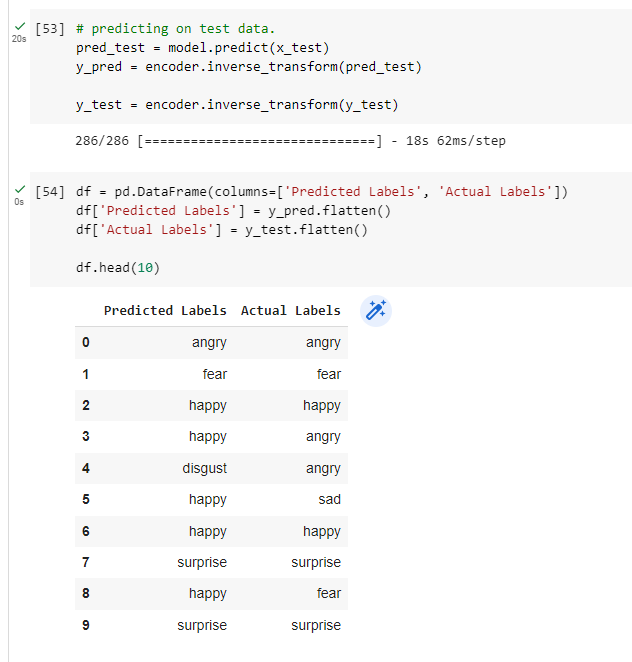 [53] # predicting on test data.
20s
pred_test = model.predict(x_test)
y_pred = encoder.inverse_transform(pred_test)
y_test = encoder.inverse_transform(y_test)
286/286 [==============================] - 18s 62ms/step
[54] df = pd.DataFrame(columns=['Predicted Labels', 'Actual Labels'])
0s
df['Predicted Labels'] = y_pred.flatten()
df['Actual Labels'] = y_test.flatten()
df.head(10)
Predicted Labels Actual Labels
0 angry angry
1 fear fear
2 happy happy
3 happy angry
4 disgust angry
5 happy sad
6 happy happy
7 surprise surprise
8 happy fear
9 surprise surprise